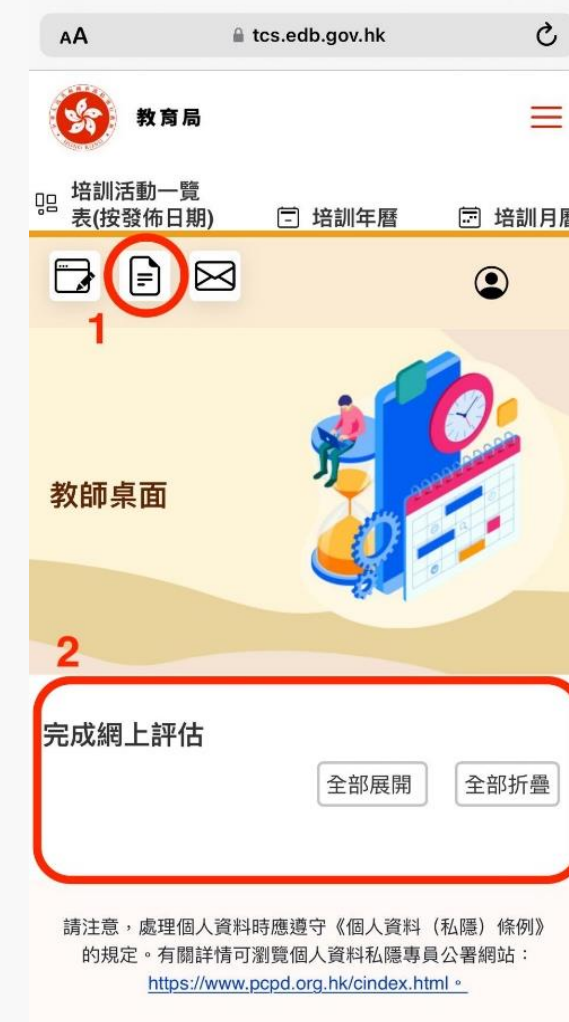 AA tcs.edb.gov.hk
教育局
培訓活動一覽
表(按發佈日期) 培訓年曆 培訓月曆
1
教師桌面
2
完成網上評估
全部展開 全部折疊
請注意，處理個人資料時應遵守《個人資料（私隱）條例》
的規定。有關詳情可瀏覽個人資料私隱專員公署網站：
https://www.pcpd.org.hk/cindex.html。